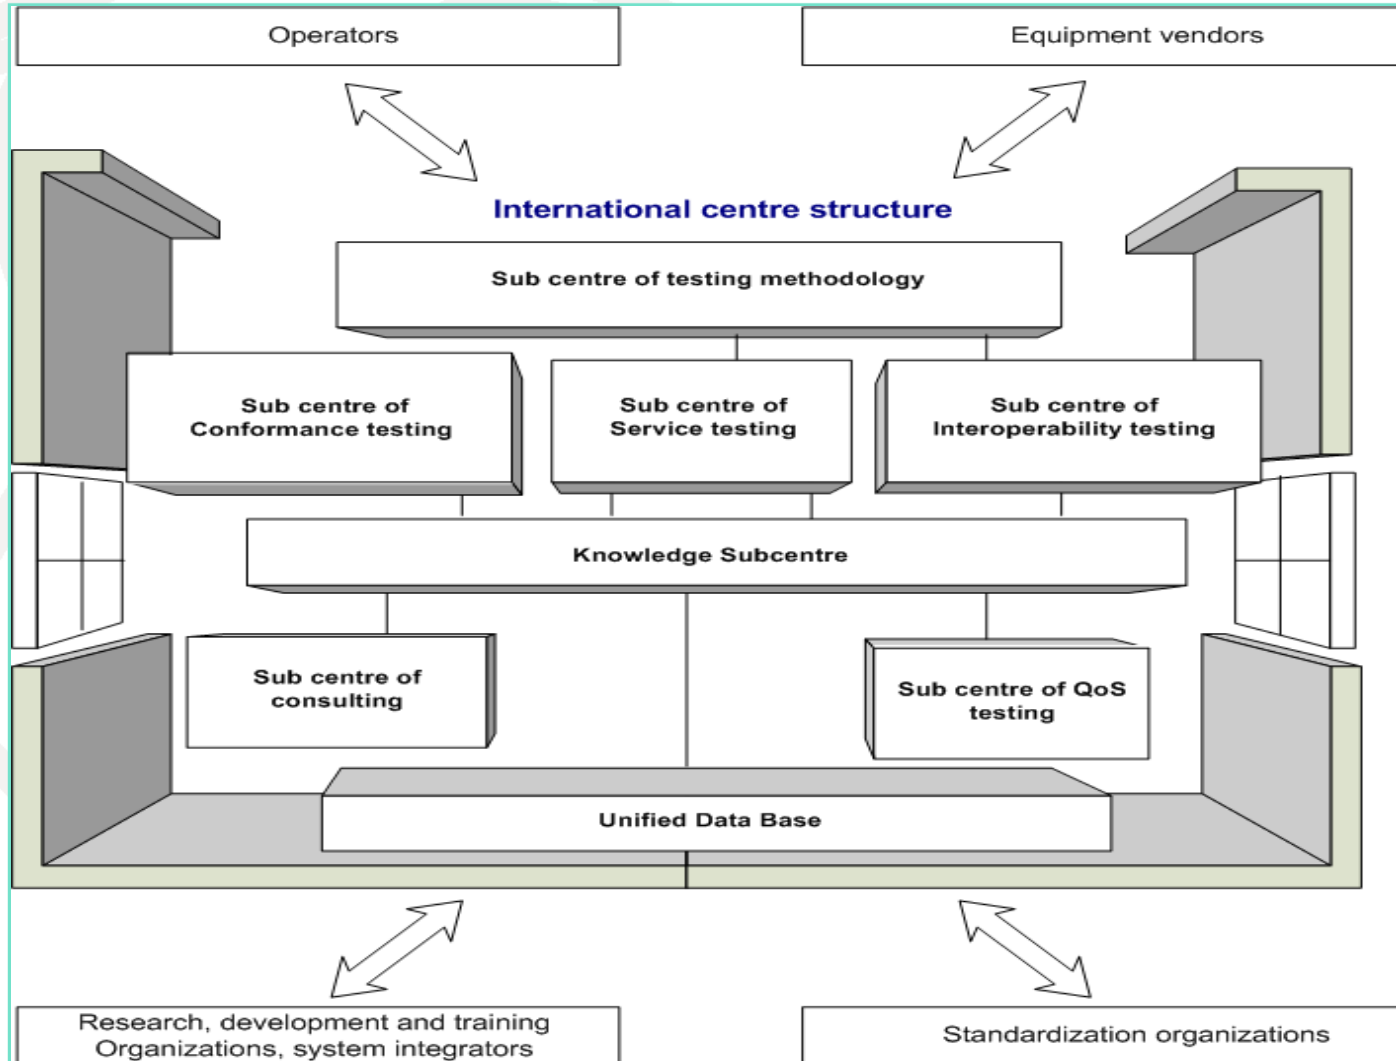 Operators
Equipment vendors
International centre structure
Sub centre of testing methodology
Sub centre of
Conformance testing
Sub centre of
Service testing
Sub centre of
Interoperability testing
Knowledge Subcentre
Sub centre of
consulting
Sub centre of QoS
testing
Unified Data Base
Research, development and training
Organizations, system integrators
Standardization organizations